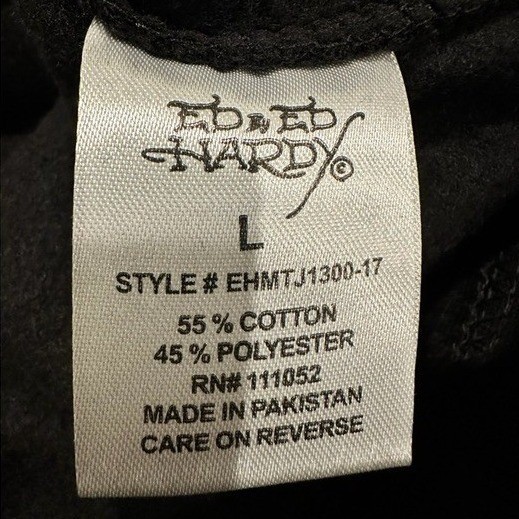 ED & ED
HARDY©
L
STYLE # EHMTJ1300-17
55 % COTTON
45 % POLYESTER
RN# 111052
MADE IN PAKISTAN
CARE ON REVERSE